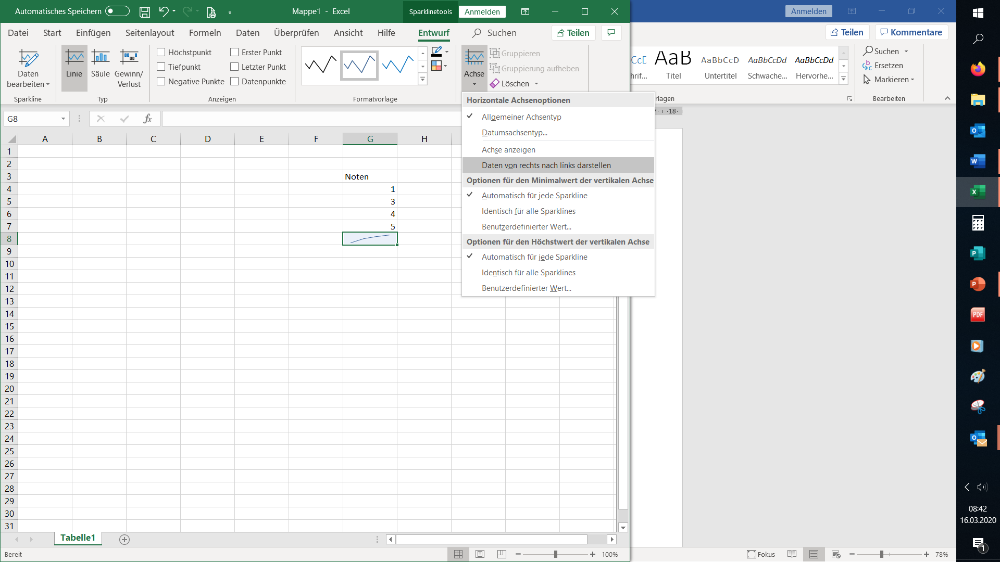 Automatisches Speichern
Mappe1 - Excel
Sparklinetools
Anmelden
Anmelden
Datei Start Einfügen Seitenlayout Formeln Daten Überprüfen Ansicht Hilfe Entwurf Suchen
Teilen
Teilen
Kommentare
Daten
bearbeiten
Sparkline
Linie
Säule
Gewinn/
Verlust
Typ
Höchstpunkt
Tiefpunkt
Negative Punkte
Erster Punkt
Letzter Punkt
Datenpunkte
Anzeigen
Formatvorlage
Achse
Gruppieren
Gruppierung aufheben
Löschen
CcD
hrif...
AaB
Titel
AaBbCcD
Untertitel
AaBbCcDd
Schwache...
AaBbCcDd
Hervorhe...
lagen
Suchen
Ersetzen
Markieren
Bearbeiten
G8
fx
18
A B C D E F G H
1
2
3 Noten
4 1
5 3
6 4
7 5
8
9
10
11
12
13
14
15
16
17
18
19
20
21
22
23
24
25
26
27
28
29
30
31
Horizontale Achsenoptionen
Allgemeiner Achsentyp
Datumsachsentyp...
Achse anzeigen
Daten von rechts nach links darstellen
Optionen für den Minimalwert der vertikalen Achse
Automatisch für jede Sparkline
Identisch für alle Sparklines
Benutzerdefinierter Wert...
Optionen für den Höchstwert der vertikalen Achse
Automatisch für jede Sparkline
Identisch für alle Sparklines
Benutzerdefinierter Wert...
Tabelle1
Bereit
100%
Fokus
78%
PDF
08:42
16.03.2020
1